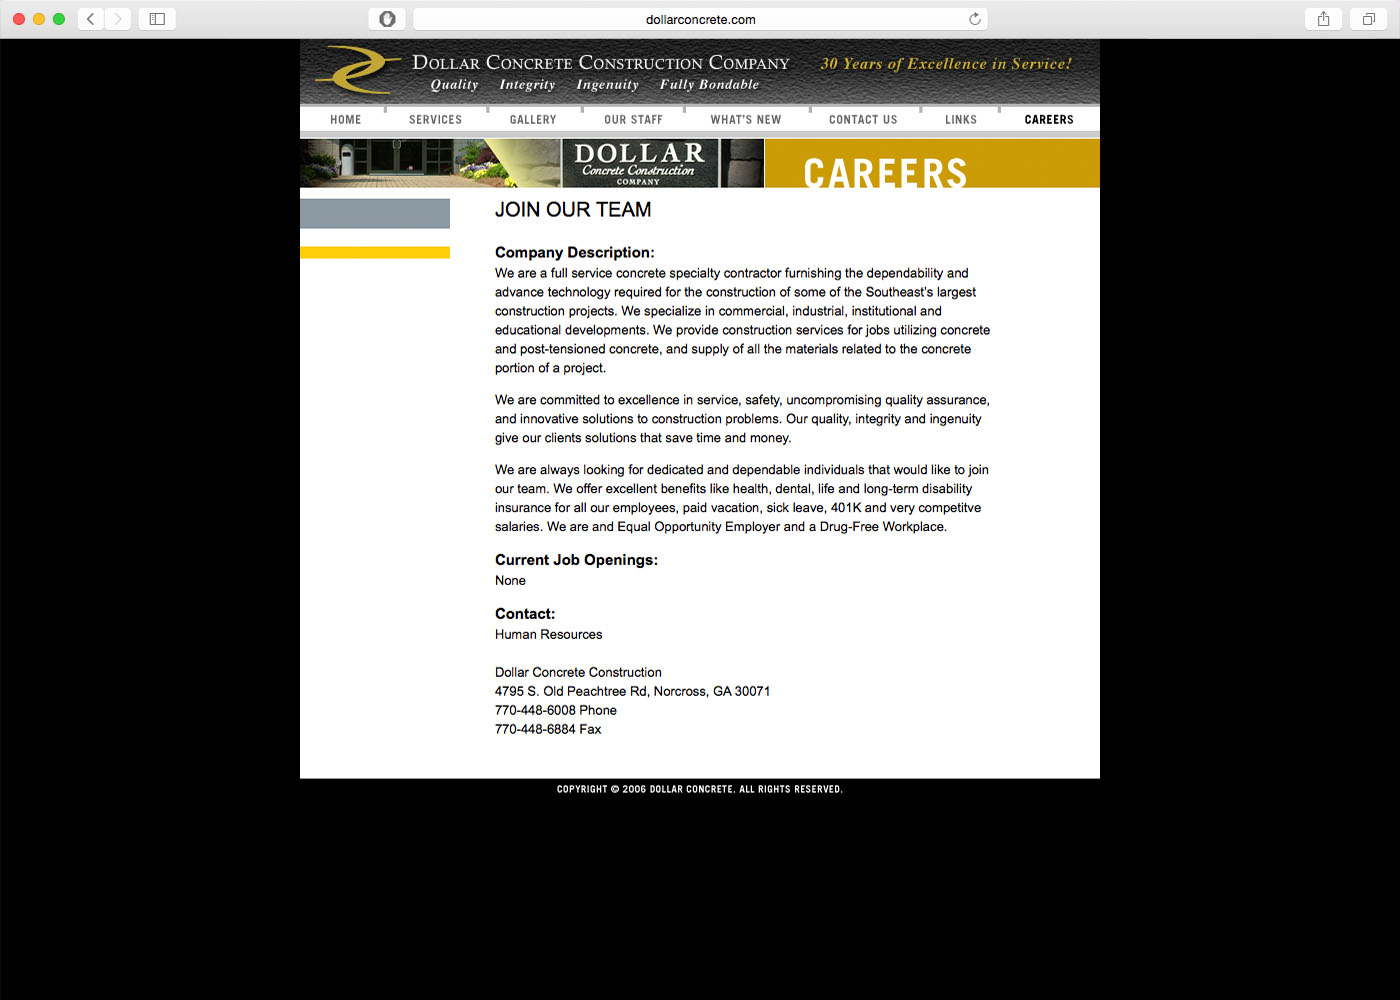 dollarconcrete.com
DOLLAR CONCRETE CONSTRUCTION COMPANY
30 Years of Excellence in Service!
Quality Integrity Ingenuity Fully Bondable
HOME SERVICES GALLERY OUR STAFF WHAT'S NEW CONTACT US LINKS CAREERS
DOLLAR
Concrete Construction
COMPANY
CAREERS
JOIN OUR TEAM
Company Description:
We are a full service concrete specialty contractor furnishing the dependability and
advance technology required for the construction of some of the Southeast's largest
construction projects. We specialize in commercial, industrial, institutional and
educational developments. We provide construction services for jobs utilizing concrete
and post-tensioned concrete, and supply of all the materials related to the concrete
portion of a project.
We are committed to excellence in service, safety, uncompromising quality assurance,
and innovative solutions to construction problems. Our quality, integrity and ingenuity
give our clients solutions that save time and money.
We are always looking for dedicated and dependable individuals that would like to join
our team. We offer excellent benefits like health, dental, life and long-term disability
insurance for all our employees, paid vacation, sick leave, 401K and very competitve
salaries. We are and Equal Opportunity Employer and a Drug-Free Workplace.
Current Job Openings:
None
Contact:
Human Resources
Dollar Concrete Construction
4795 S. Old Peachtree Rd, Norcross, GA 30071
770-448-6008 Phone
770-448-6884 Fax
COPYRIGHT © 2006 DOLLAR CONCRETE. ALL RIGHTS RESERVED.